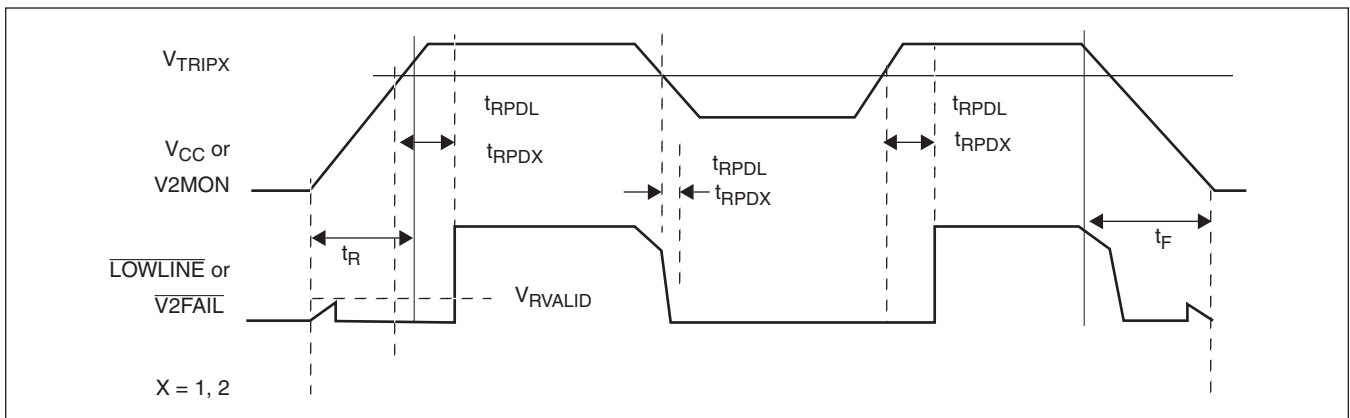 VTRIPX
tRPDL
tRPDL
VCC or
tRPDX
tRPDX
V2MON
tRPDL
tRPDX
tR
tF
LOWLINE or
VRVALID
V2FAIL
X = 1, 2